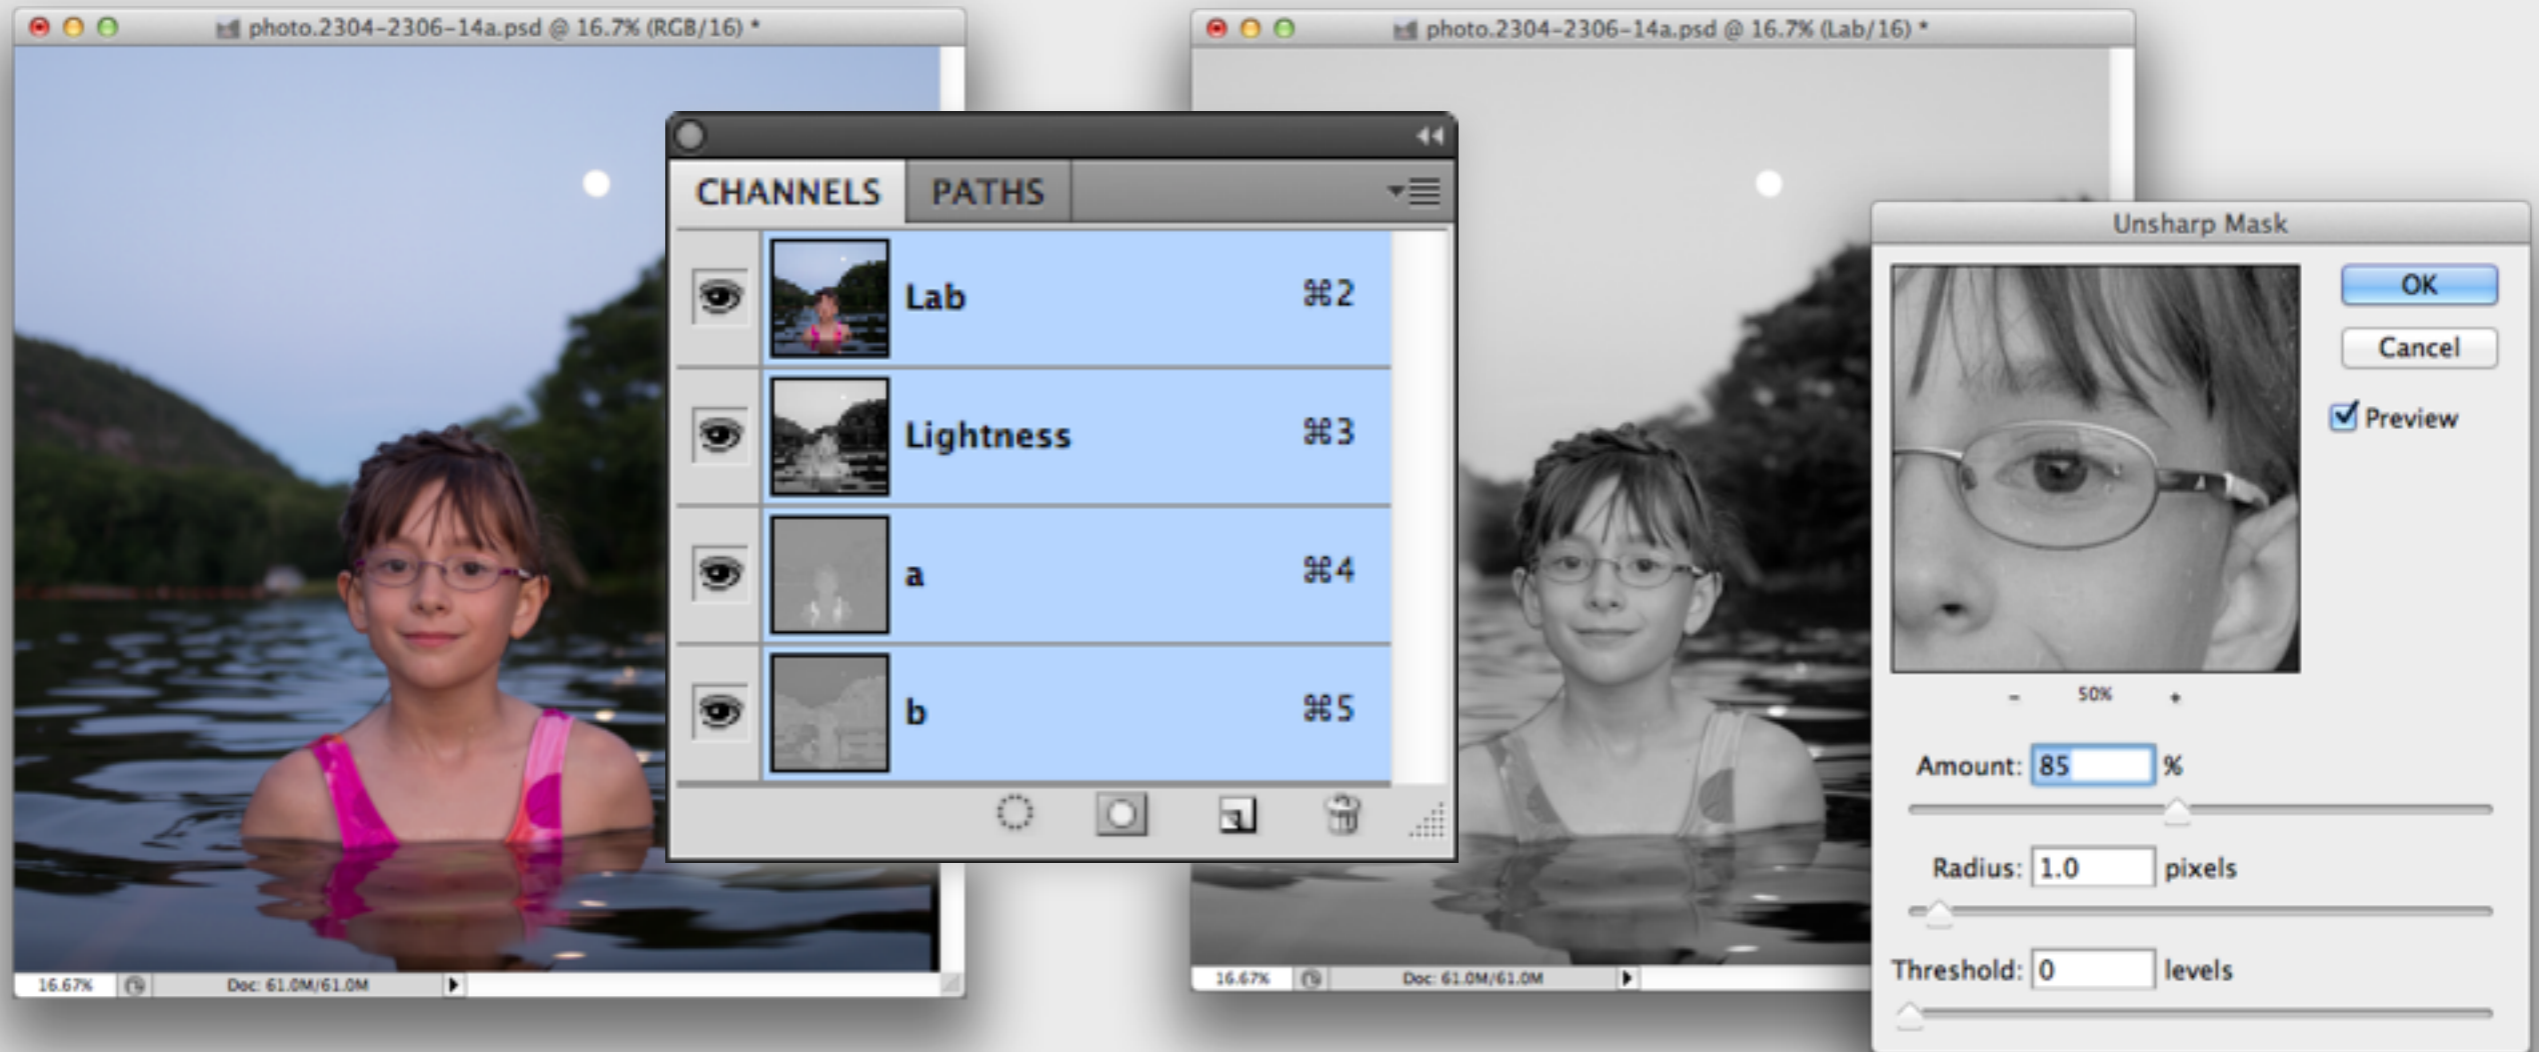 photo.2304-2306-14a.psd @ 16.7% (RGB/16) *
16.67%
Doc: 61.0M/61.0M
CHANNELS
PATHS
Lab ⌘2
Lightness ⌘3
a ⌘4
b ⌘5
photo.2304-2306-14a.psd @ 16.7% (Lab/16) *
16.67%
Doc: 61.0M/61.0M
Unsharp Mask
OK
Cancel
Preview
- 50% +
Amount: 85 %
Radius: 1.0 pixels
Threshold: 0 levels